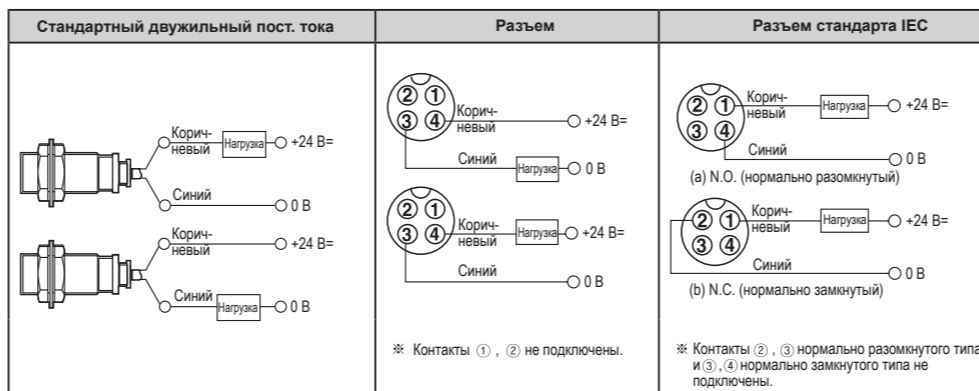 Стандартный двужильный пост. тока
Разъем
Разъем стандарта IEC
Корич-
невый
Нагрузка
+24 В=
Синий
0 В
Корич-
невый
+24 В=
Синий
Нагрузка
0 В
② ①
③ ④
Корич-
невый
+24 В=
Синий
Нагрузка
0 В
② ①
③ ④
Корич-
невый
Нагрузка
+24 В=
Синий
0 В
※ Контакты ① , ② не подключены.
② ①
③ ④
Корич-
невый
Нагрузка
+24 В=
Синий
0 В
(a) N.O. (нормально разомкнутый)
② ①
③ ④
Корич-
невый
Нагрузка
+24 В=
Синий
0 В
(b) N.C. (нормально замкнутый)
※ Контакты ② , ③ нормально разомкнутого типа
и ③ , ④ нормально замкнутого типа не
подключены.